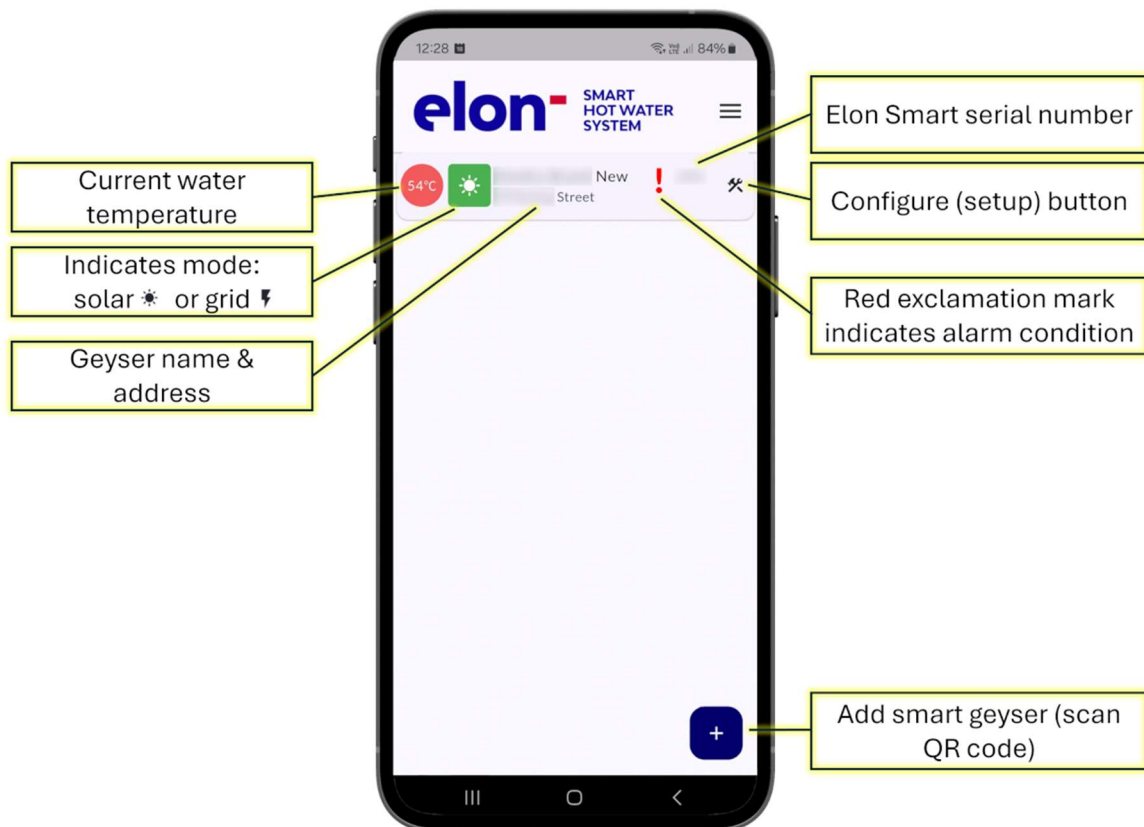 12:28
84%
elon
SMART
HOT WATER
SYSTEM
54°C
New
Street
Current water
temperature
Indicates mode:
solar or grid
Geyser name &
address
Elon Smart serial number
Configure (setup) button
Red exclamation mark
indicates alarm condition
Add smart geyser (scan
QR code)